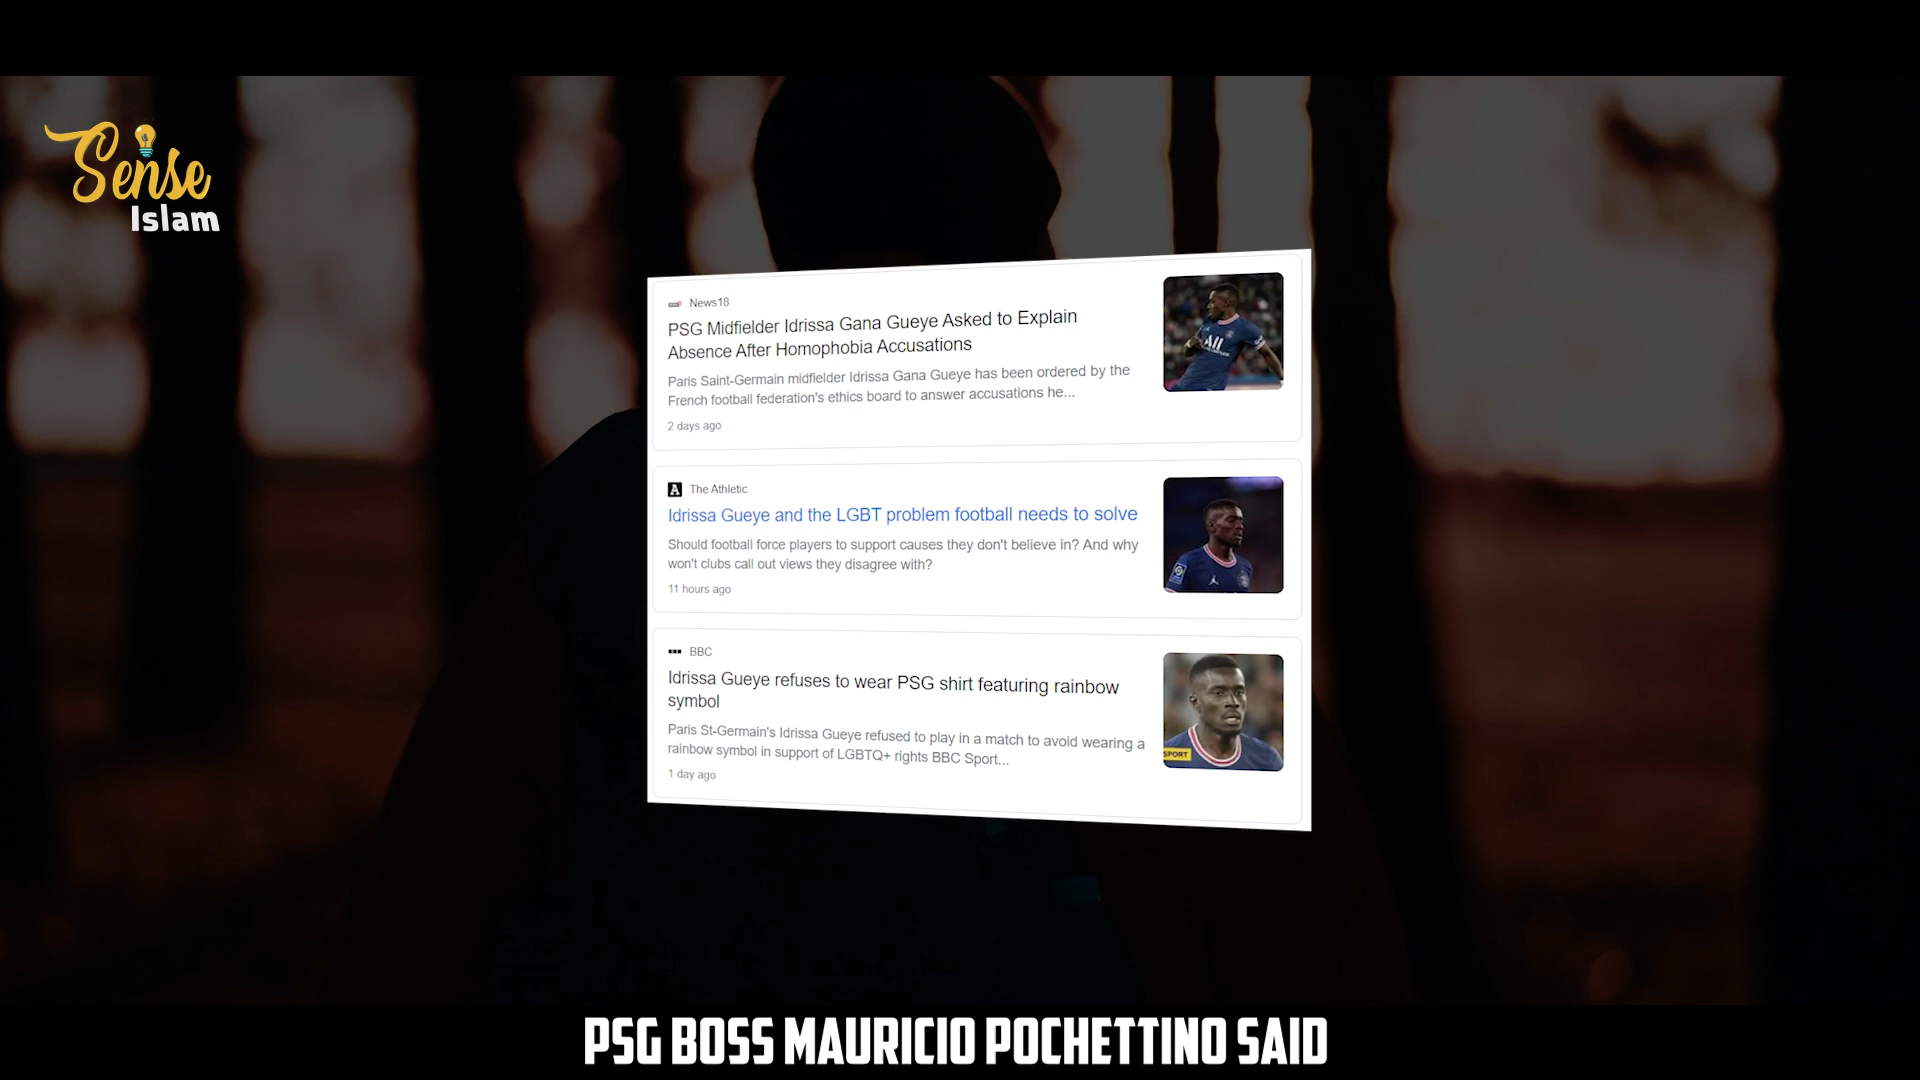 Sense
Islam
News18
PSG Midfielder Idrissa Gana Gueye Asked to Explain
Absence After Homophobia Accusations
Paris Saint-Germain midfielder Idrissa Gana Gueye has been ordered by the
French football federation's ethics board to answer accusations he...
2 days ago
The Athletic
Idrissa Gueye and the LGBT problem football needs to solve
Should football force players to support causes they don't believe in? And why
won't clubs call out views they disagree with?
11 hours ago
BBC
Idrissa Gueye refuses to wear PSG shirt featuring rainbow
symbol
Paris St-Germain's Idrissa Gueye refused to play in a match to avoid wearing a
rainbow symbol in support of LGBTQ+ rights BBC Sport...
SPORT
1 day ago
PSG BOSS MAURICIO POCHETTINO SAID